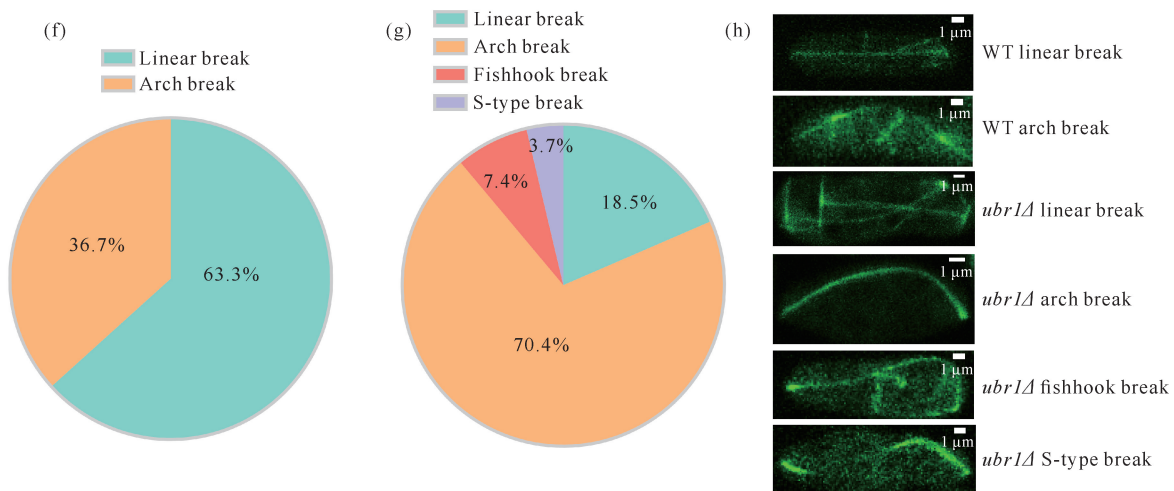 (f)
Linear break
Arch break
36.7%
63.3%
(g)
Linear break
Arch break
Fishhook break
S-type break
3.7%
7.4%
18.5%
70.4%
(h)
1 μm
WT linear break
1 μm
WT arch break
1 μm
ubr1Δ linear break
1 μm
ubr1Δ arch break
1 μm
ubr1Δ fishhook break
1 μm
ubr1Δ S-type break